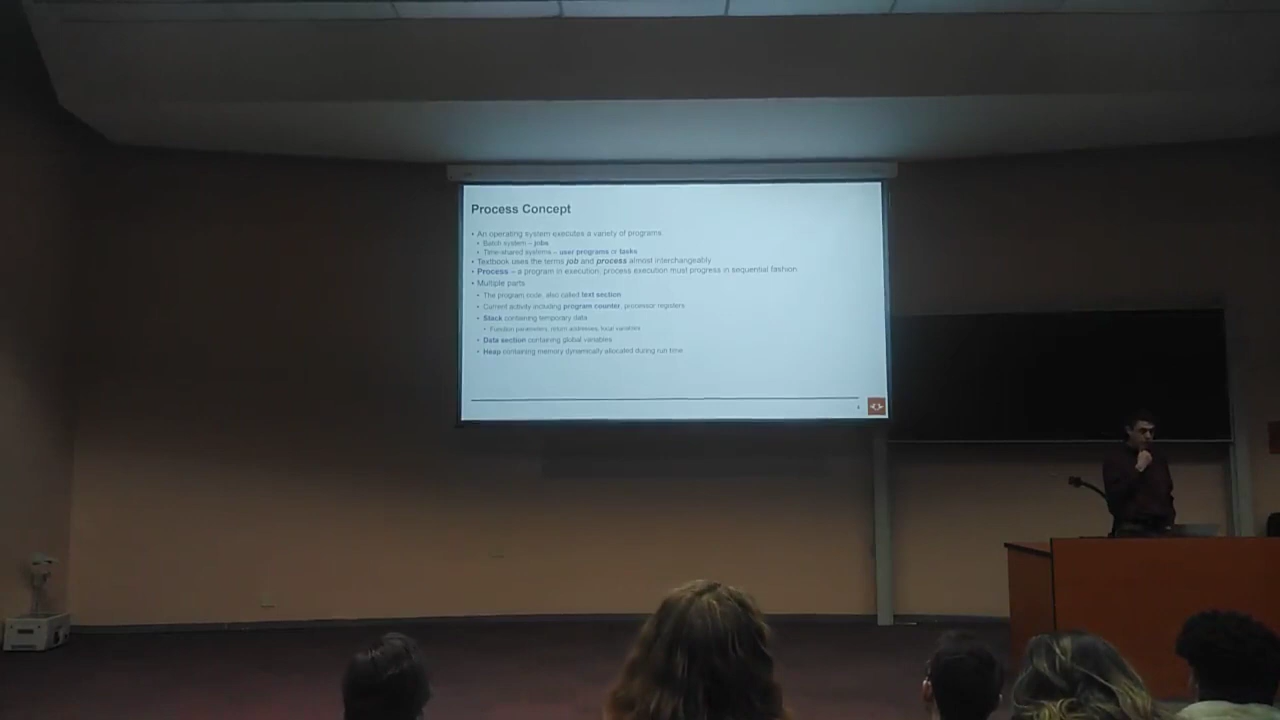 Process Concept
• An operating system executes a variety of programs:
• Batch system – jobs
• Time-shared systems – user programs or tasks
• Textbook uses the terms job and process almost interchangeably
• Process – a program in execution; process execution must progress in sequential fashion
• Multiple parts
• The program code, also called text section
• Current activity including program counter, processor registers
• Stack containing temporary data
• Function parameters, return addresses, local variables
• Data section containing global variables
• Heap containing memory dynamically allocated during run time